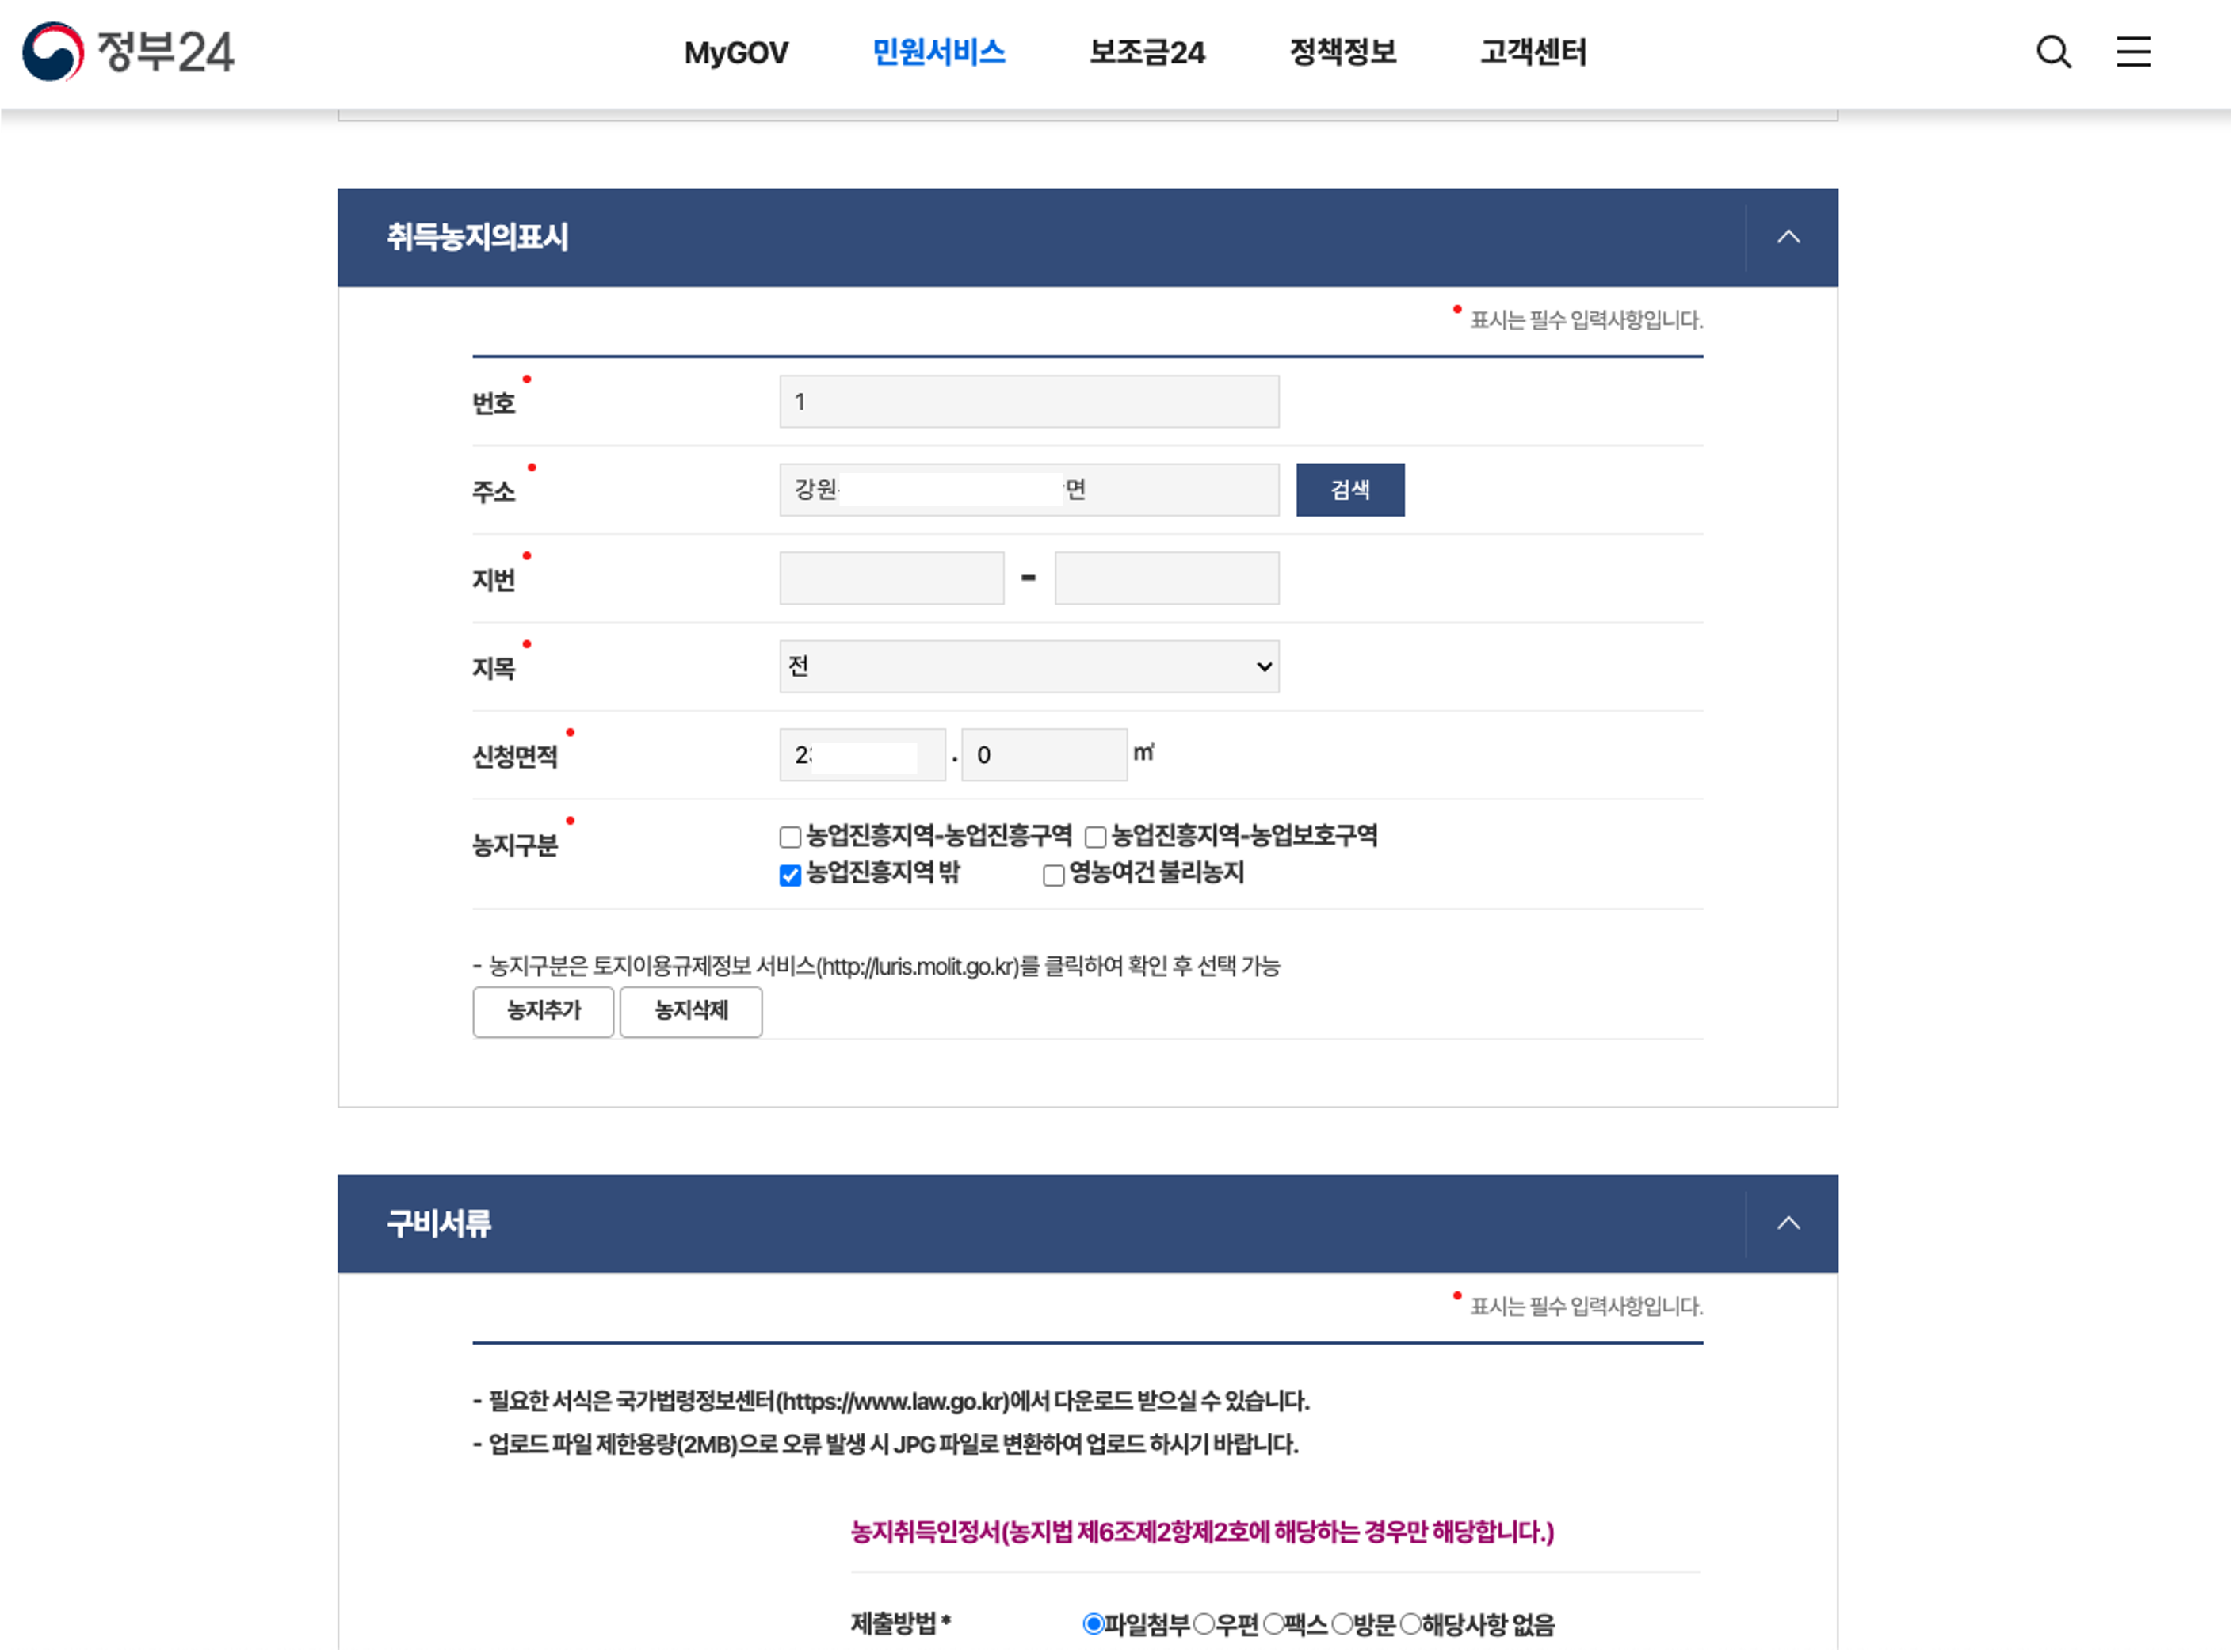 정부24
MyGOV 민원서비스 보조금24 정책정보 고객센터
취득농지의표시
표시는 필수 입력사항입니다.
번호 1
주소 강원 면 검색
지번 -
지목 전
신청면적 2 . 0 ㎡
농지구분 농업진흥지역-농업진흥구역 농업진흥지역-농업보호구역
농업진흥지역 밖 영농여건 불리농지
- 농지구분은 토지이용규제정보 서비스(http://luris.molit.go.kr)를 클릭하여 확인 후 선택 가능
농지추가 농지삭제
구비서류
표시는 필수 입력사항입니다.
- 필요한 서식은 국가법령정보센터(https://www.law.go.kr)에서 다운로드 받으실 수 있습니다.
- 업로드 파일 제한용량(2MB)으로 오류 발생 시 JPG 파일로 변환하여 업로드 하시기 바랍니다.
농지취득인정서(농지법 제6조제2항제2호에 해당하는 경우만 해당합니다.)
제출방법 * 파일첨부 우편 팩스 방문 해당사항 없음